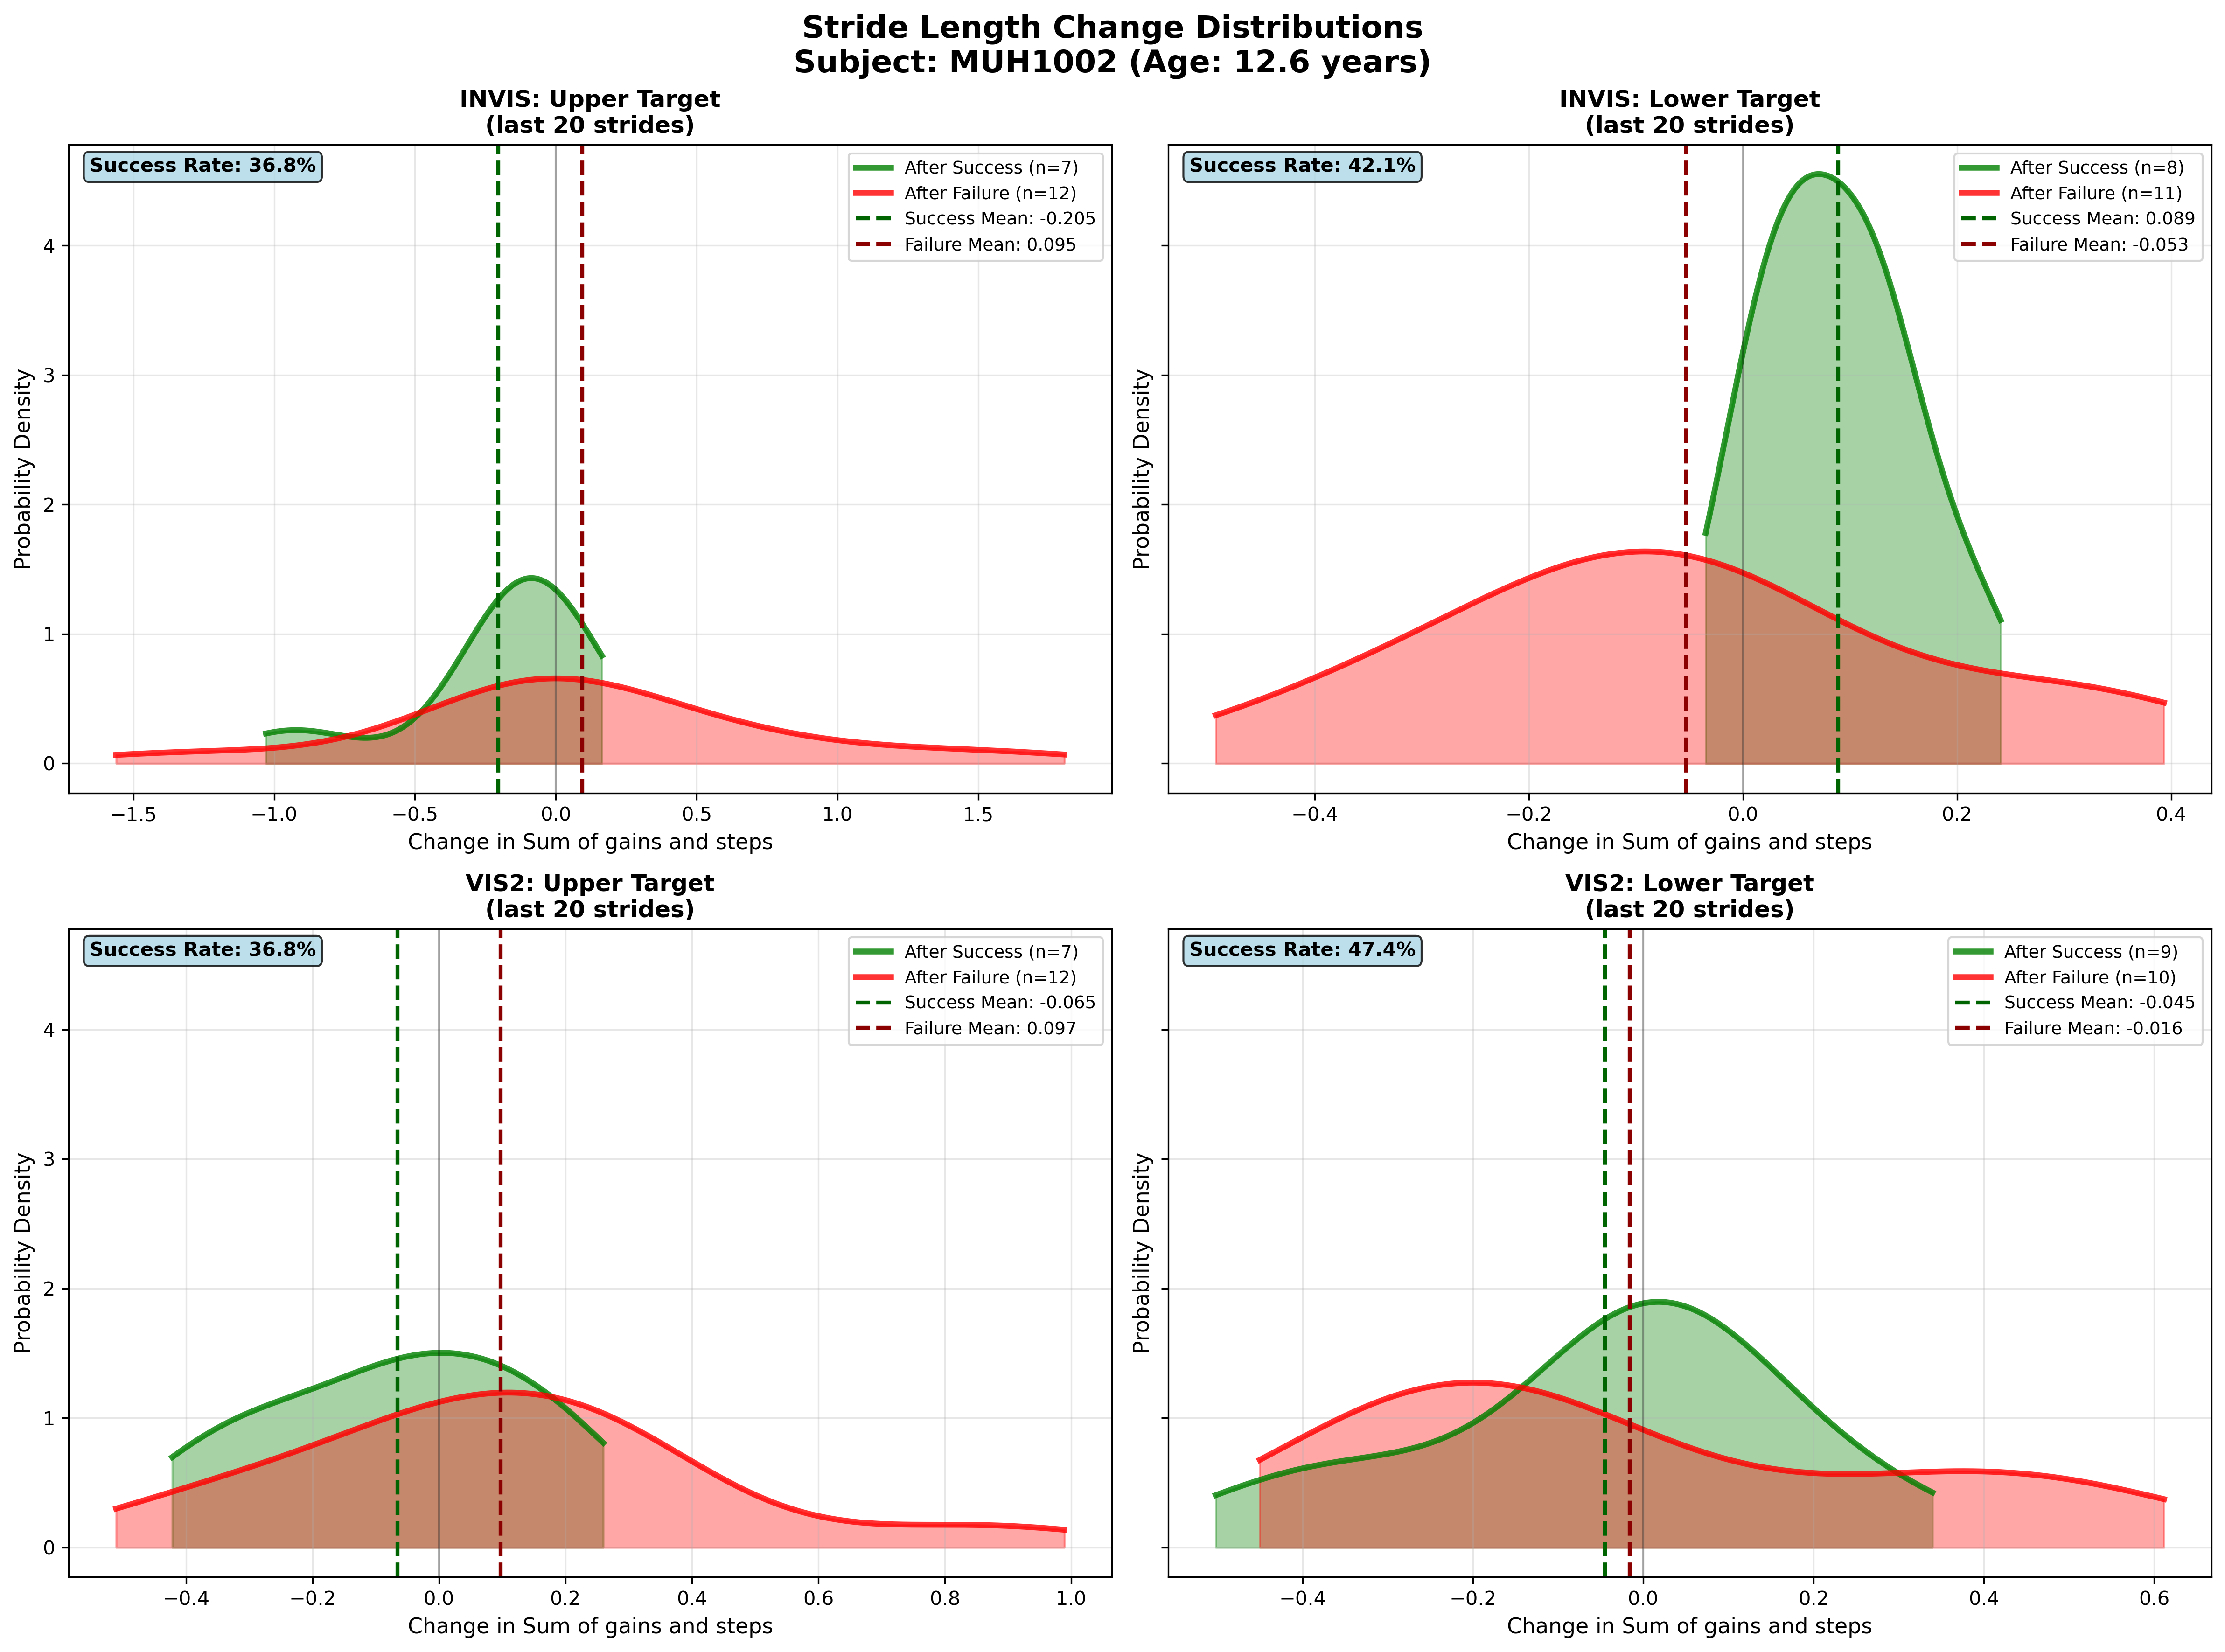 Stride Length Change Distributions
Subject: MUH1002 (Age: 12.6 years)
INVIS: Upper Target
(last 20 strides)
Success Rate: 36.8%
After Success (n=7)
After Failure (n=12)
Success Mean: -0.205
Failure Mean: 0.095
Probability Density
4
3
2
1
0
−1.5
−1.0
−0.5
0.0
0.5
1.0
1.5
Change in Sum of gains and steps
INVIS: Lower Target
(last 20 strides)
Success Rate: 42.1%
After Success (n=8)
After Failure (n=11)
Success Mean: 0.089
Failure Mean: -0.053
Probability Density
−0.4
−0.2
0.0
0.2
0.4
Change in Sum of gains and steps
VIS2: Upper Target
(last 20 strides)
Success Rate: 36.8%
After Success (n=7)
After Failure (n=12)
Success Mean: -0.065
Failure Mean: 0.097
Probability Density
4
3
2
1
0
−0.4
−0.2
0.0
0.2
0.4
0.6
0.8
1.0
Change in Sum of gains and steps
VIS2: Lower Target
(last 20 strides)
Success Rate: 47.4%
After Success (n=9)
After Failure (n=10)
Success Mean: -0.045
Failure Mean: -0.016
Probability Density
−0.4
−0.2
0.0
0.2
0.4
0.6
Change in Sum of gains and steps